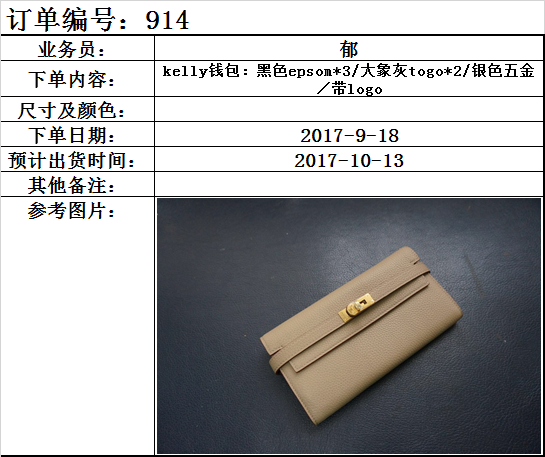 订单编号：914
业务员：
郁
下单内容：
kelly钱包：黑色epsom*3/大象灰togo*2/银色五金
/带logo
尺寸及颜色：
下单日期：
2017-9-18
预计出货时间：
2017-10-13
其他备注：
参考图片：